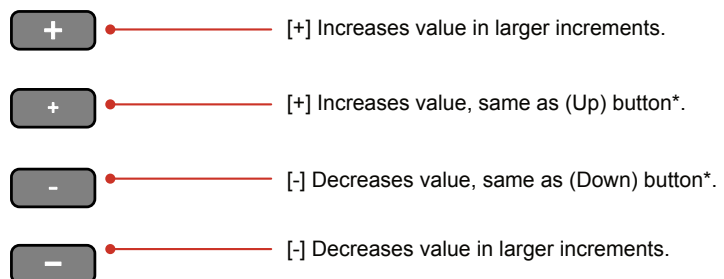 + [+] Increases value in larger increments.
+ [+] Increases value, same as (Up) button*.
- [-] Decreases value, same as (Down) button*.
– [-] Decreases value in larger increments.